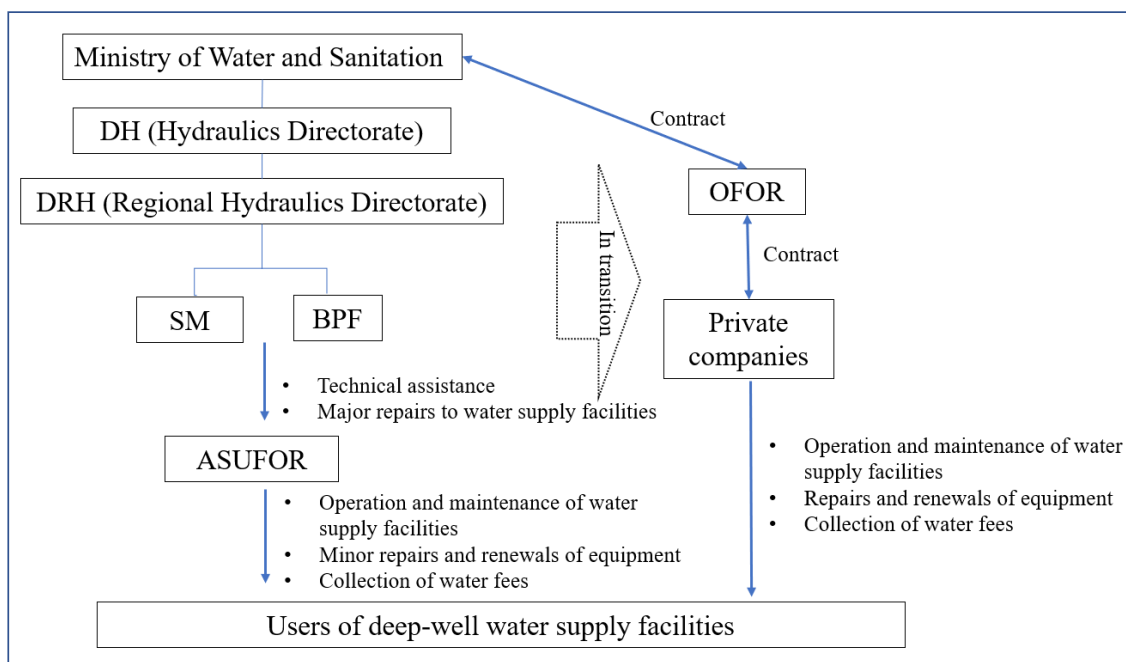 Ministry of Water and Sanitation
Contract
DH (Hydraulics Directorate)
DRH (Regional Hydraulics Directorate)
OFOR
In transition
Contract
SM
BPF
Private
companies
• Technical assistance
• Major repairs to water supply facilities
ASUFOR
• Operation and maintenance of water
supply facilities
• Minor repairs and renewals of equipment
• Collection of water fees
• Operation and maintenance of water
supply facilities
• Repairs and renewals of equipment
• Collection of water fees
Users of deep-well water supply facilities